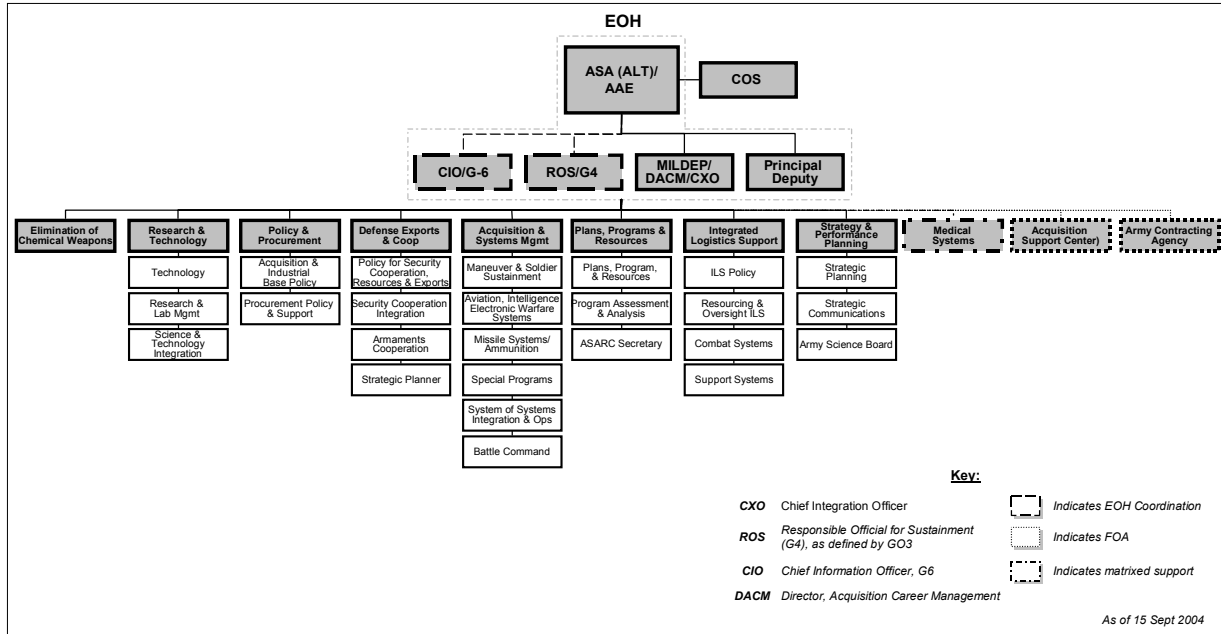 EOH
ASA (ALT)/
AAE
COS
CIO/G-6
ROS/G4
MILDEP/
DACM/CXO
Principal
Deputy
Elimination of
Chemical Weapons
Research &
Technology
Technology
Research &
Lab Mgmt
Science &
Technology
Integration
Policy &
Procurement
Acquisition &
Industrial
Base Policy
Procurement Policy
& Support
Defense Exports
& Coop
Policy for Security
Cooperation,
Resources & Exports
Security Cooperation
Integration
Armaments
Cooperation
Strategic Planner
Acquisition &
Systems Mgmt
Maneuver & Soldier
Sustainment
Aviation, Intelligence
Electronic Warfare
Systems
Missile Systems/
Ammunition
Special Programs
System of Systems
Integration & Ops
Battle Command
Plans, Programs &
Resources
Plans, Program,
& Resources
Program Assessment
& Analysis
ASARC Secretary
Integrated
Logistics Support
ILS Policy
Resourcing &
Oversight ILS
Combat Systems
Support Systems
Strategy &
Performance
Planning
Strategic
Planning
Strategic
Communications
Army Science Board
Medical
Systems
Acquisition
Support Center)
Army Contracting
Agency
Key:
CXO Chief Integration Officer
ROS Responsible Official for Sustainment
(G4), as defined by GO3
CIO Chief Information Officer, G6
DACM Director, Acquisition Career Management
Indicates EOH Coordination
Indicates FOA
Indicates matrixed support
As of 15 Sept 2004